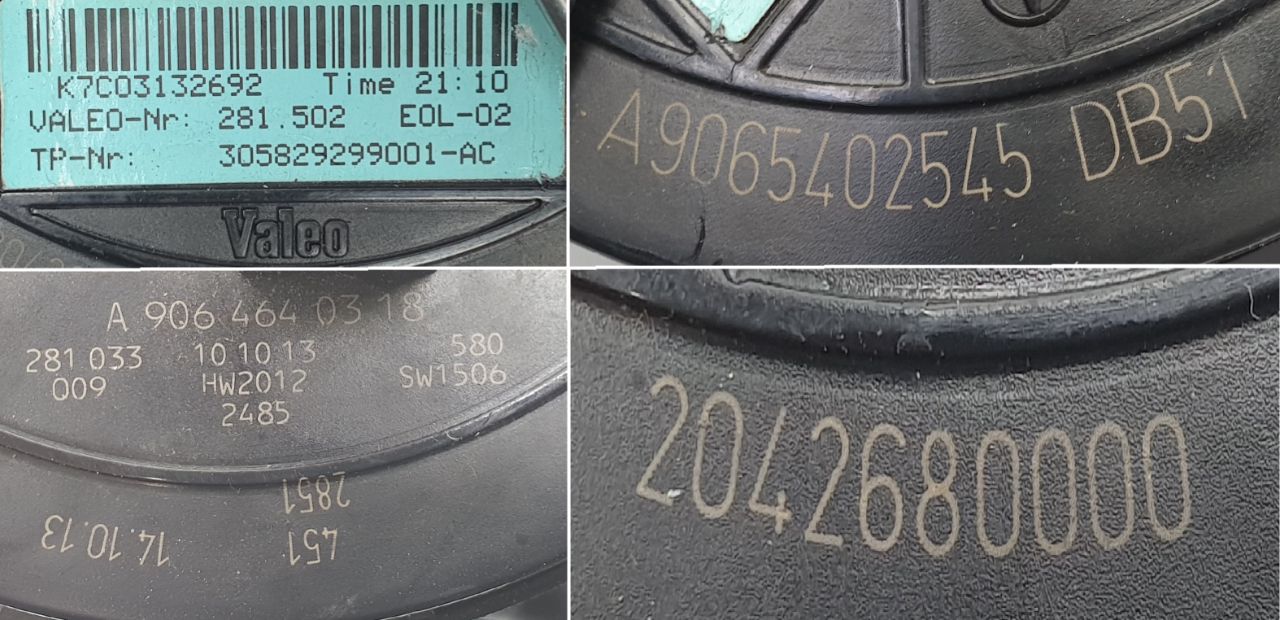 K7C03132692 Time 21:10
VALEO-Nr: 281.502 EOL-02
TP-Nr: 305829299001-AC
Valeo
A9065402545 DB51
A 906 464 03 18
281 033 10 10 13 580
009 HW2012 SW1506
2485
2851
14.10.13 451
2042680000